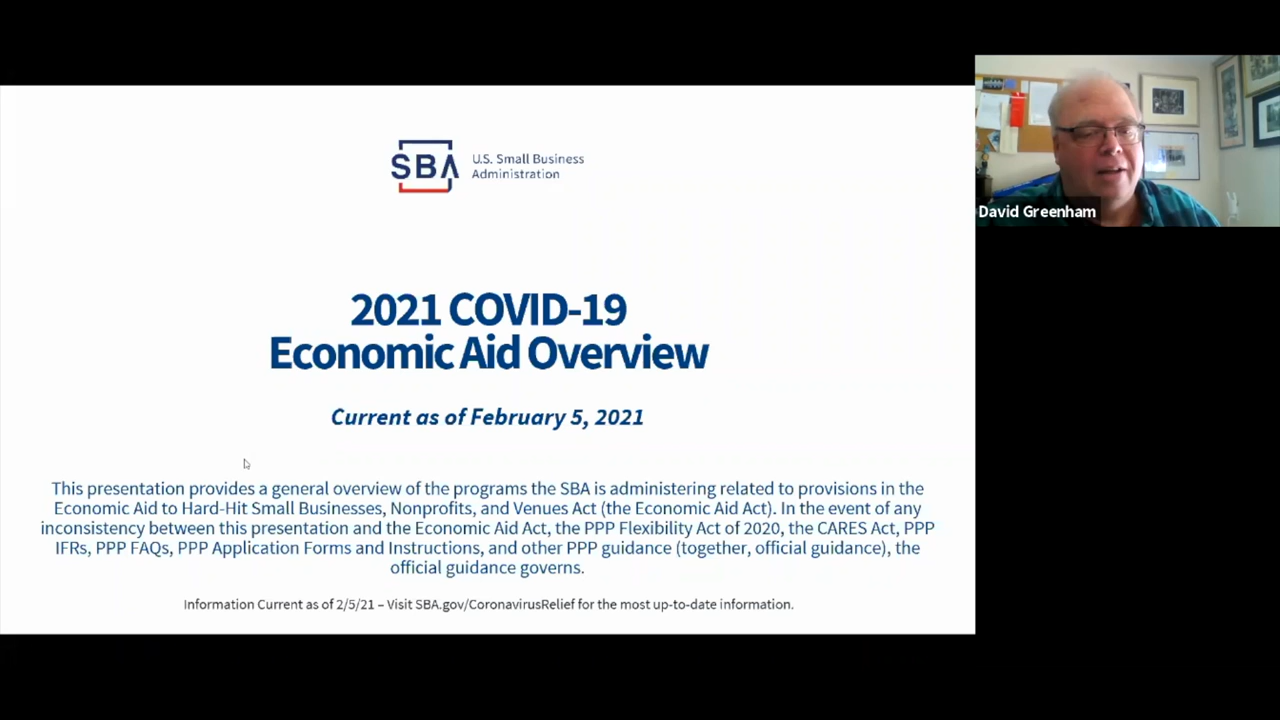 SBA U.S. Small Business
Administration
2021 COVID-19
Economic Aid Overview
Current as of February 5, 2021
This presentation provides a general overview of the programs the SBA is administering related to provisions in the
Economic Aid to Hard-Hit Small Businesses, Nonprofits, and Venues Act (the Economic Aid Act). In the event of any
inconsistency between this presentation and the Economic Aid Act, the PPP Flexibility Act of 2020, the CARES Act, PPP
IFRs, PPP FAQs, PPP Application Forms and Instructions, and other PPP guidance (together, official guidance), the
official guidance governs.
Information Current as of 2/5/21 – Visit SBA.gov/CoronavirusRelief for the most up-to-date information.
David Greenham